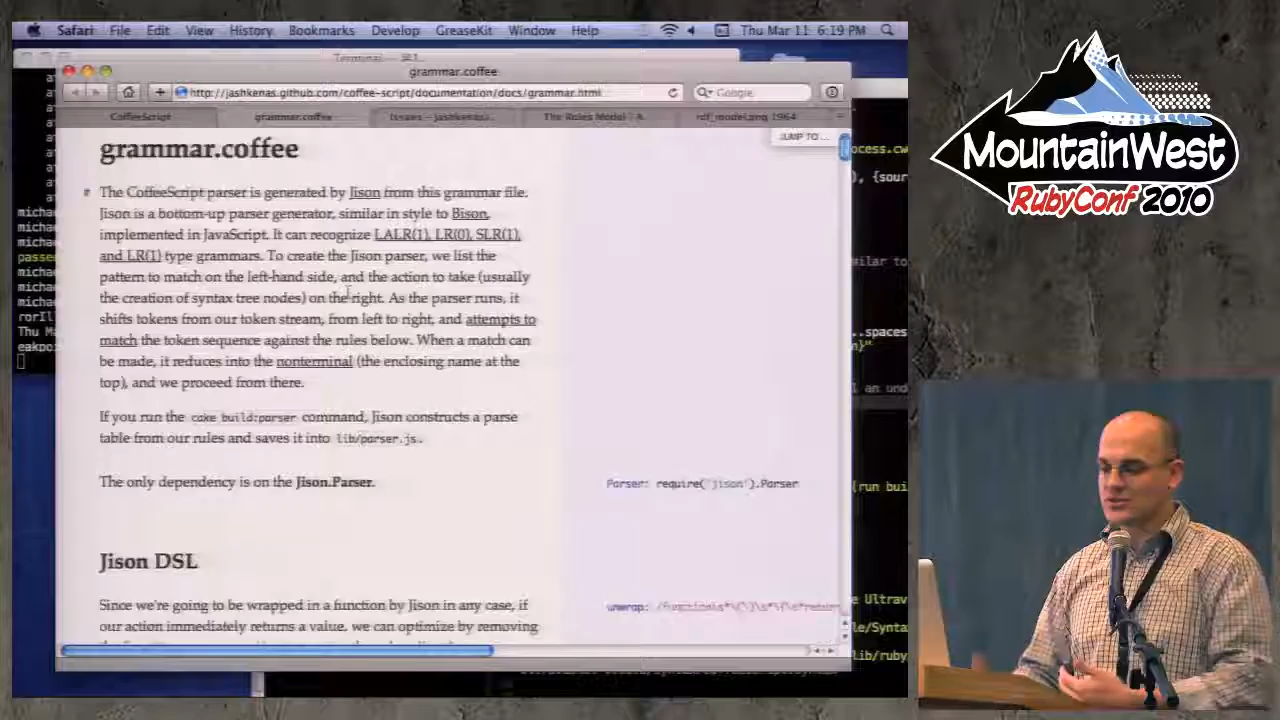 Safari File Edit View History Bookmarks Develop GreaseKit Window Help Thu Mar 11 6:19 PM
grammar.coffee
http://jashkenas.github.com/coffee-script/documentation/docs/grammar.html
Google
CoffeeScript grammar.coffee Issues - jashkenas/... The Rules Model : A... rdf_model.png 1964
JUMP TO ...
grammar.coffee
# The CoffeeScript parser is generated by Jison from this grammar file.
Jison is a bottom-up parser generator, similar in style to Bison,
implemented in JavaScript. It can recognize LALR(1), LR(0), SLR(1),
and LR(1) type grammars. To create the Jison parser, we list the
pattern to match on the left-hand side, and the action to take (usually
the creation of syntax tree nodes) on the right. As the parser runs, it
shifts tokens from our token stream, from left to right, and attempts to
match the token sequence against the rules below. When a match can
be made, it reduces into the nonterminal (the enclosing name at the
top), and we proceed from there.
If you run the cake build:parser command, Jison constructs a parse
table from our rules and saves it into lib/parser.js.
The only dependency is on the Jison.Parser.
Parser: require('jison').Parser
Jison DSL
Since we're going to be wrapped in a function by Jison in any case, if
our action immediately returns a value, we can optimize by removing
unwrap:
MountainWest
RubyConf 2010